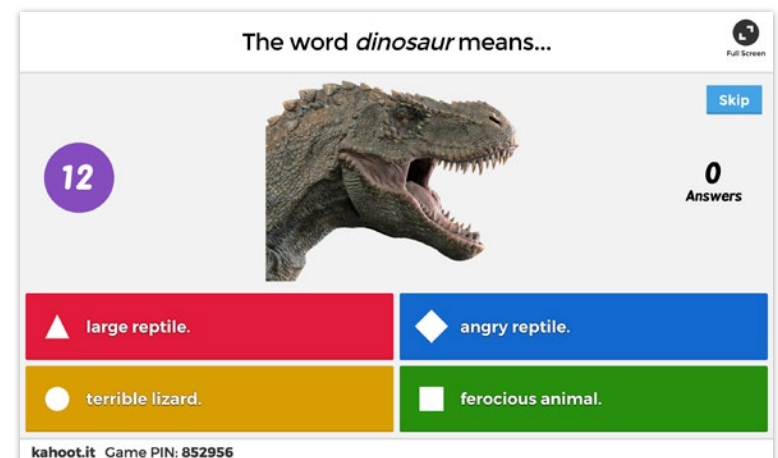 The word dinosaur means...
Full Screen
Skip
12
0
Answers
large reptile.
angry reptile.
terrible lizard.
ferocious animal.
kahoot.it Game PIN: 852956